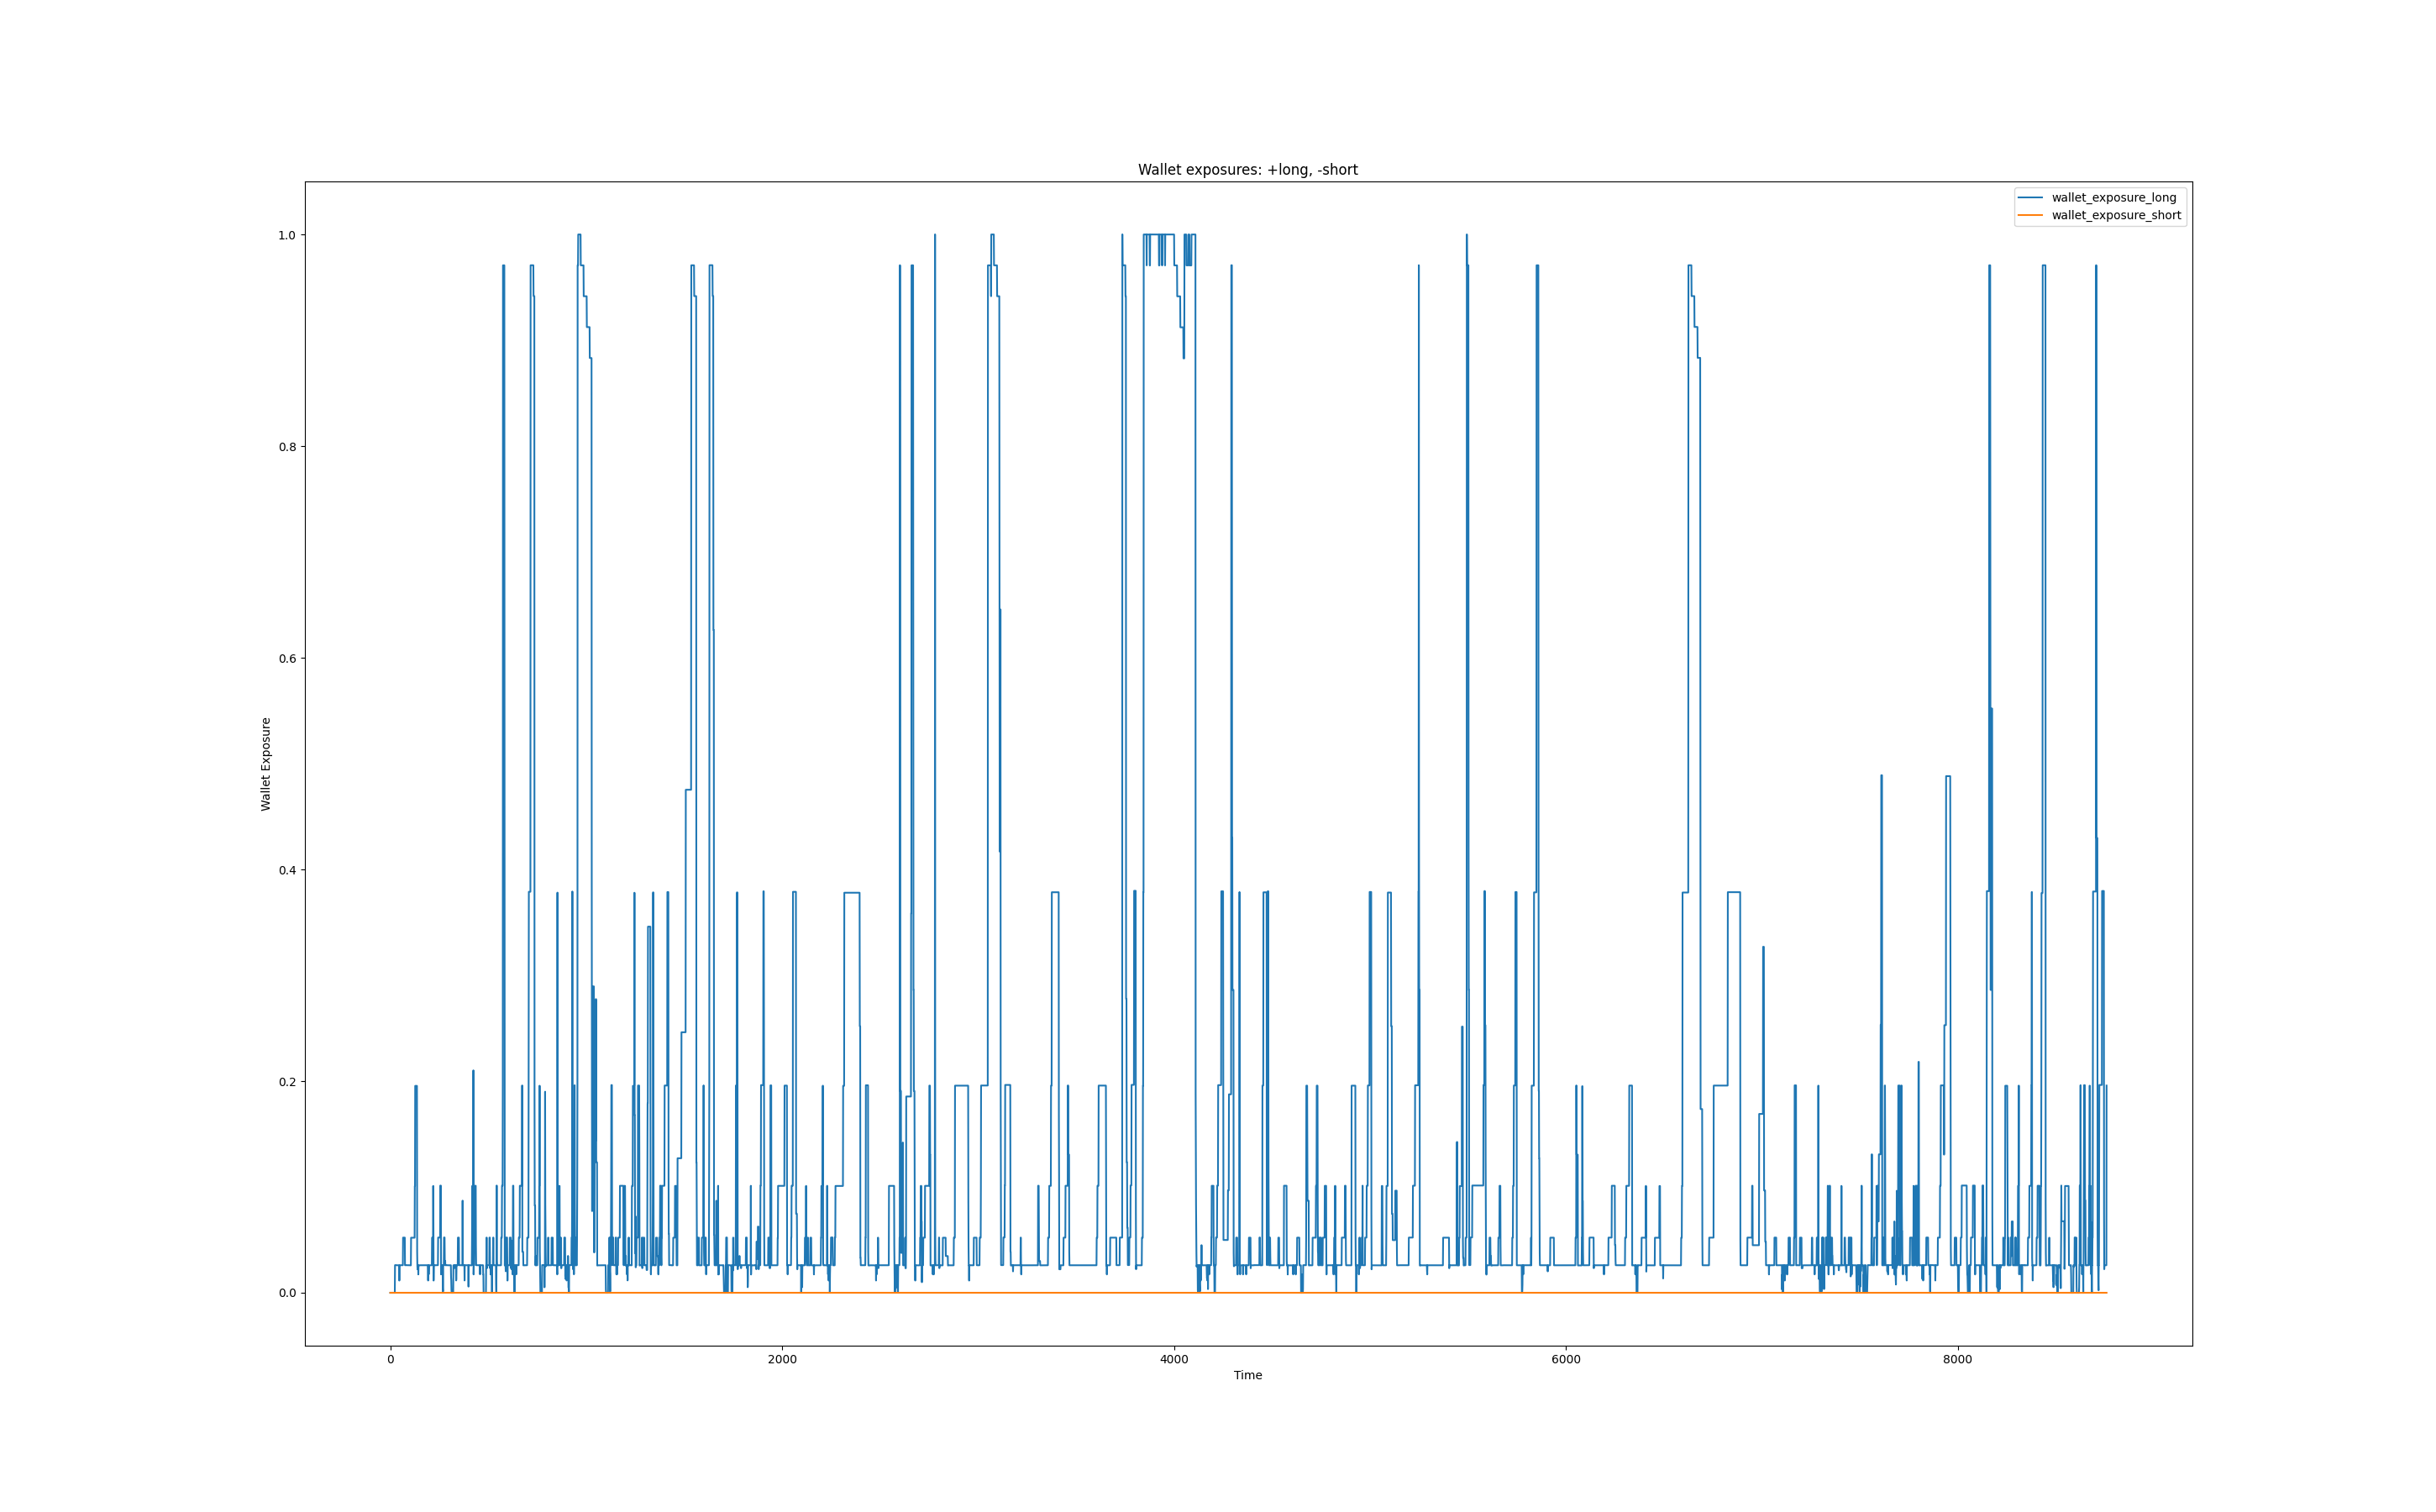 Wallet exposures: +long, -short
wallet_exposure_long
wallet_exposure_short
1.0
0.8
0.6
0.4
0.2
0.0
Wallet Exposure
0 2000 4000 6000 8000
Time